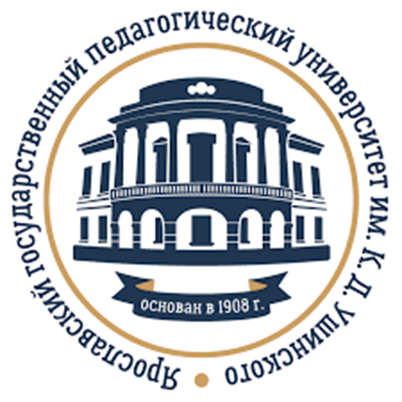 Ярославский государственный педагогический университет им. К. Д. Ушинского
основан в 1908 г.